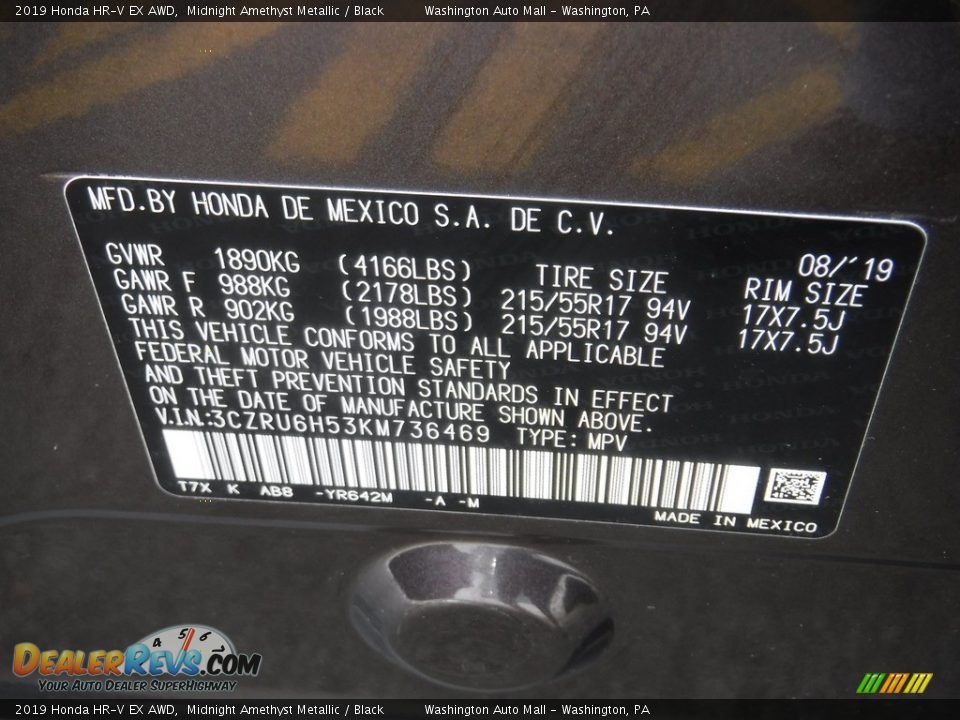 2019 Honda HR-V EX AWD, Midnight Amethyst Metallic / Black Washington Auto Mall - Washington, PA
MFD.BY HONDA DE MEXICO S.A. DE C.V.
08/'19
GVWR 1890KG (4166LBS) TIRE SIZE RIM SIZE
GAWR F 988KG (2178LBS) 215/55R17 94V 17X7.5J
GAWR R 902KG (1988LBS) 215/55R17 94V 17X7.5J
THIS VEHICLE CONFORMS TO ALL APPLICABLE
FEDERAL MOTOR VEHICLE SAFETY
AND THEFT PREVENTION STANDARDS IN EFFECT
ON THE DATE OF MANUFACTURE SHOWN ABOVE.
V.I.N:3CZRU6H53KM736469 TYPE: MPV
T7X K AB8 -YR642M -A -M
MADE IN MEXICO
4 5 6
DEALERREVS.COM
YOUR AUTO DEALER SUPERHIGHWAY
2019 Honda HR-V EX AWD, Midnight Amethyst Metallic / Black Washington Auto Mall - Washington, PA